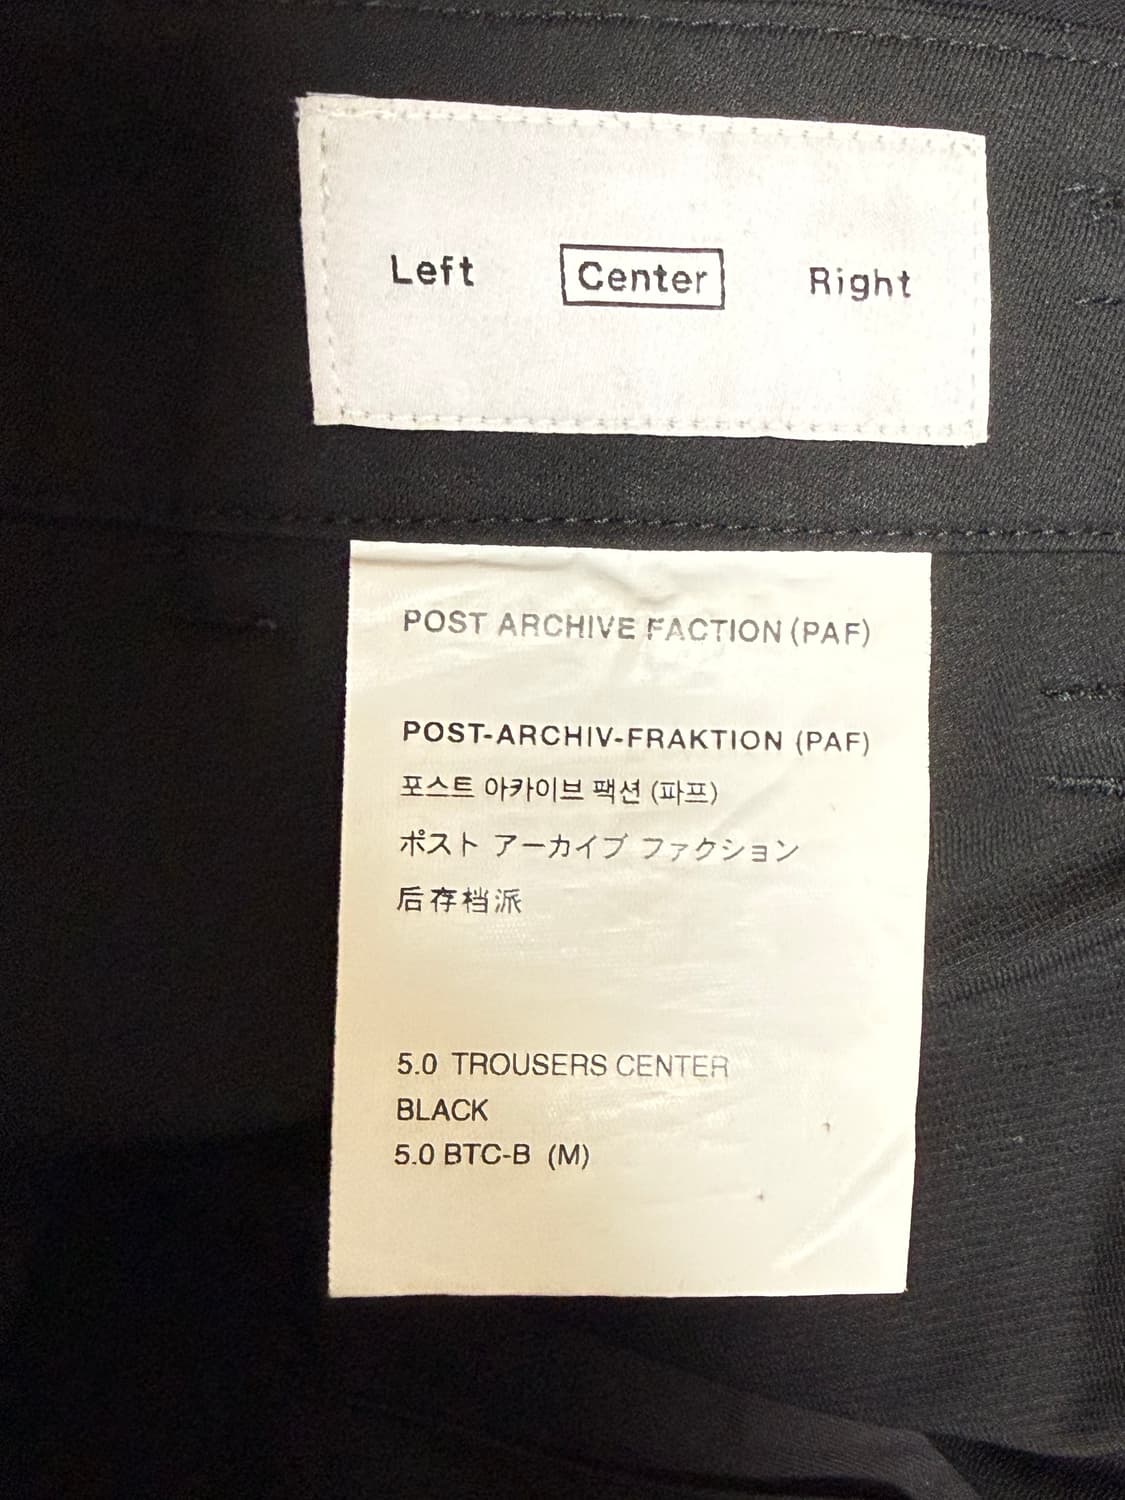 Left Center Right
POST ARCHIVE FACTION (PAF)
POST-ARCHIV-FRAKTION (PAF)
포스트 아카이브 팩션 (파프)
ポスト アーカイブ ファクション
后存档派
5.0 TROUSERS CENTER
BLACK
5.0 BTC-B (M)